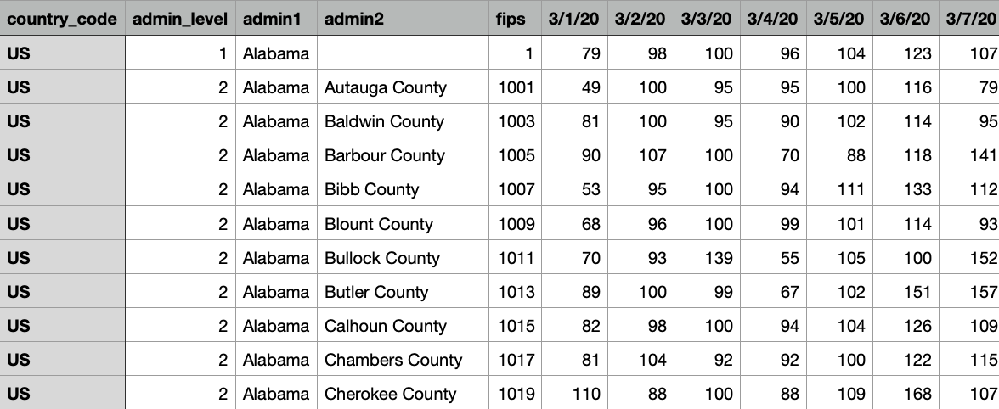 country_code admin_level admin1 admin2 fips 3/1/20 3/2/20 3/3/20 3/4/20 3/5/20 3/6/20 3/7/20
US 1 Alabama 1 79 98 100 96 104 123 107
US 2 Alabama Autauga County 1001 49 100 95 95 100 116 79
US 2 Alabama Baldwin County 1003 81 100 95 90 102 114 95
US 2 Alabama Barbour County 1005 90 107 100 70 88 118 141
US 2 Alabama Bibb County 1007 53 95 100 94 111 133 112
US 2 Alabama Blount County 1009 68 96 100 99 101 114 93
US 2 Alabama Bullock County 1011 70 93 139 55 105 100 152
US 2 Alabama Butler County 1013 89 100 99 67 102 151 157
US 2 Alabama Calhoun County 1015 82 98 100 94 104 126 109
US 2 Alabama Chambers County 1017 81 104 92 92 100 122 115
US 2 Alabama Cherokee County 1019 110 88 100 88 109 168 107